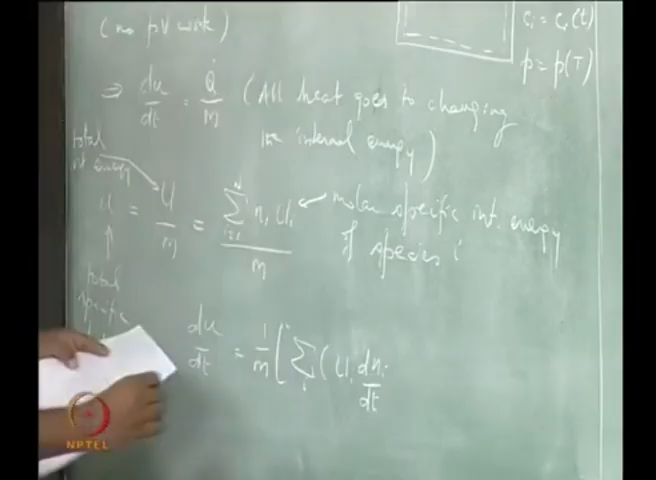 (no pV work)
cᵢ = cᵢ(t)
p = p(T)
⇒ du/dt = Q̇/m (All heat goes to changing
the internal energy)
total
int. energy
u = U/m = Σᵢ₌₁ᴺ nᵢ Uᵢ / m ← molar specific int. energy
of species i
total
specific
du/dt = 1/m [ Σᵢ ( Uᵢ dnᵢ/dt
NPTEL